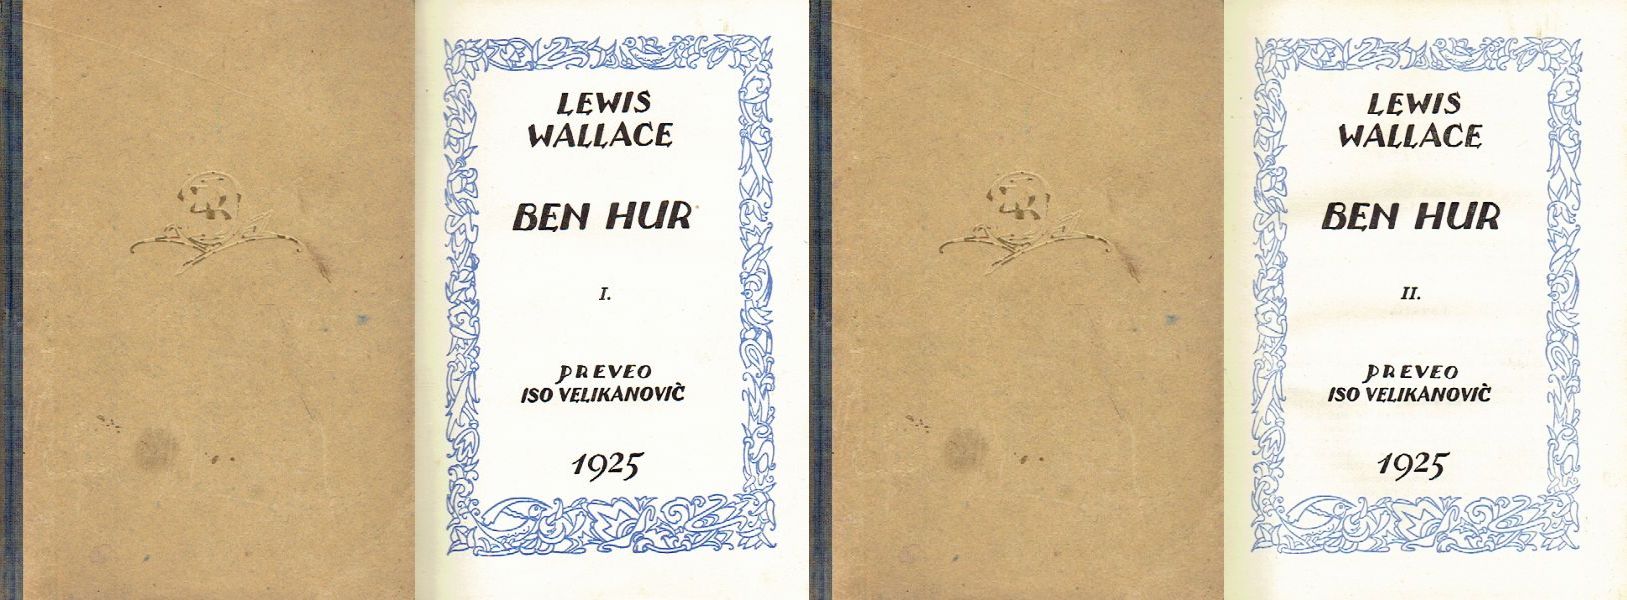 LEWIS
WALLACE
BEN HUR
I.
PREVEO
ISO VELIKANOVIČ
1925
LEWIS
WALLACE
BEN HUR
II.
PREVEO
ISO VELIKANOVIČ
1925